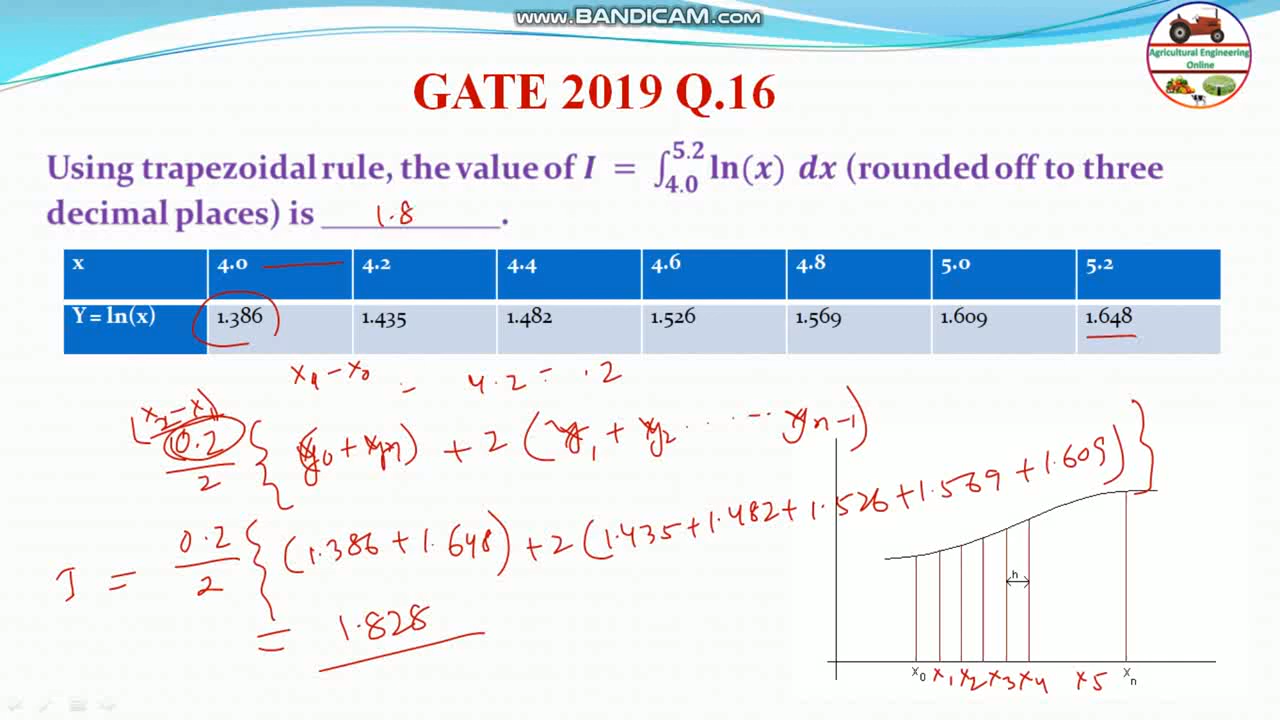 www.BANDICAM.com
Agricultural Engineering
Online
GATE 2019 Q.16
Using trapezoidal rule, the value of I = ∫₄.₀^5.2 ln(x) dx (rounded off to three
decimal places) is 1.8 .
x 4.0 4.2 4.4 4.6 4.8 5.0 5.2
Y = ln(x) 1.386 1.435 1.482 1.526 1.569 1.609 1.648
x₁ - x₀ = 4.2 = .2
(x₂ - x₁)
0.2/2 { (y₀ + yn) + 2 (y₁ + y₂ ...... yn-1)
I = 0.2/2 { (1.386 + 1.648) + 2 (1.435 + 1.482 + 1.526 + 1.569 + 1.609) }
= 1.828
h
x₀ x₁ x₂ x₃ x₄ x5 xn